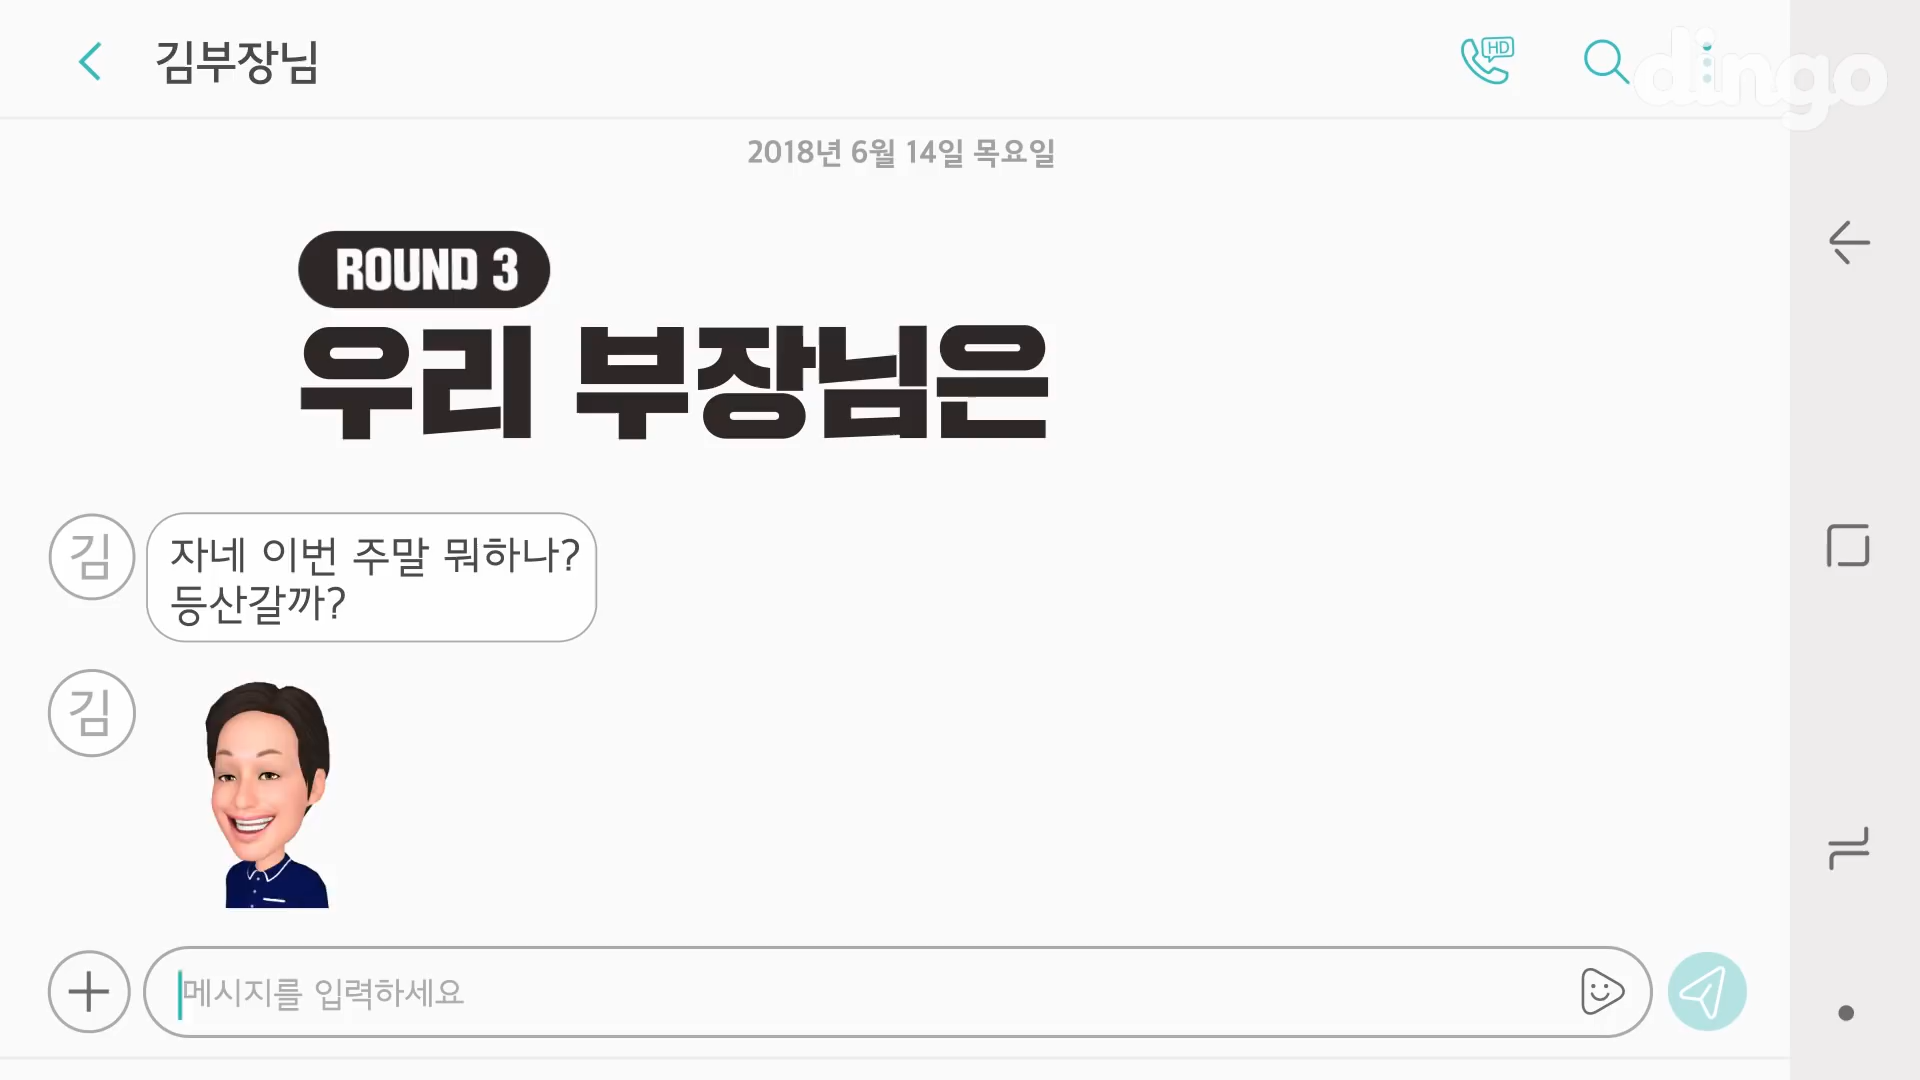 김부장님
HD
dingo
2018년 6월 14일 목요일
ROUND 3
우리 부장님은
김
자네 이번 주말 뭐하나?
등산갈까?
김
메시지를 입력하세요